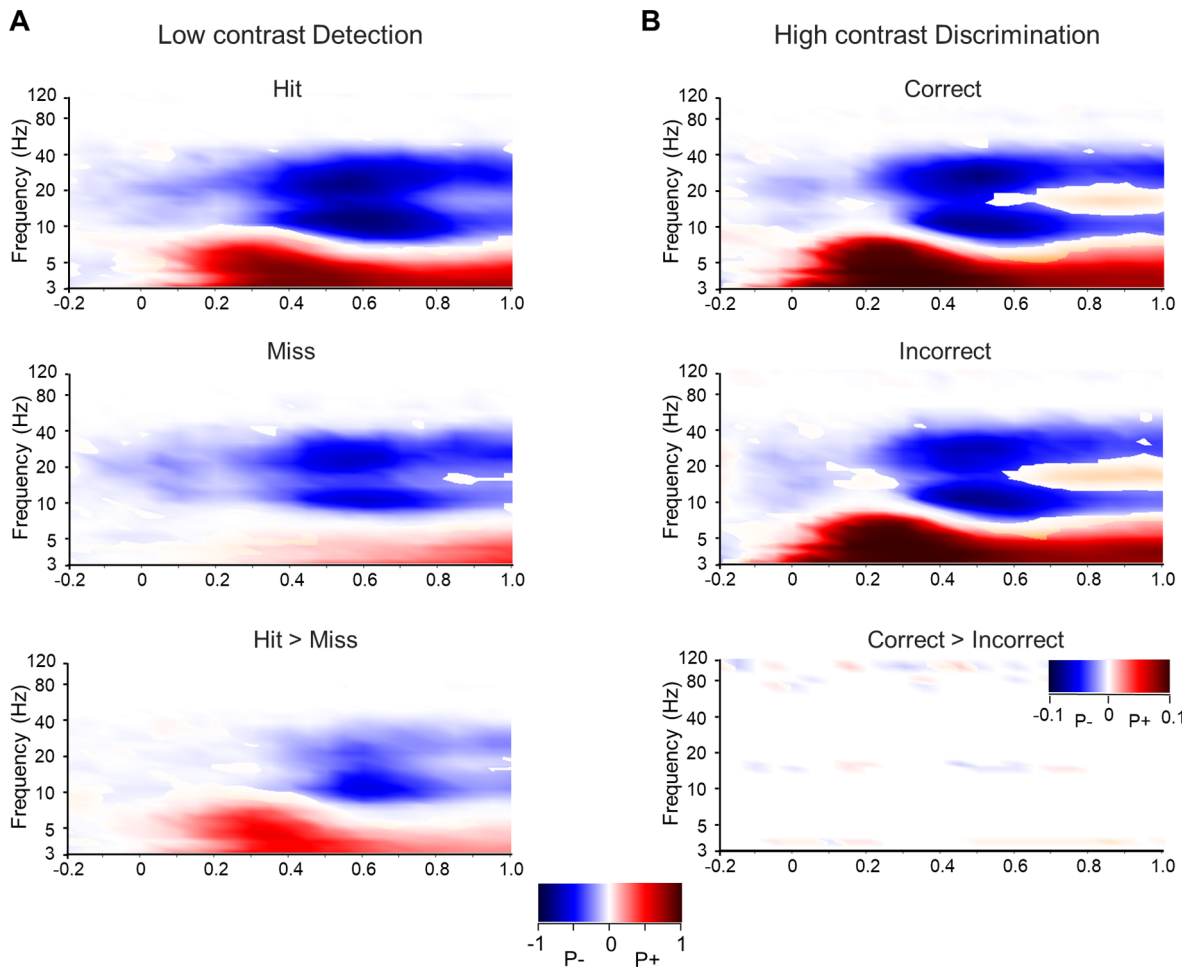 A
Low contrast Detection
Hit
Frequency (Hz)
120
80
40
20
10
5
3
-0.2 0 0.2 0.4 0.6 0.8 1.0
Miss
Frequency (Hz)
120
80
40
20
10
5
3
-0.2 0 0.2 0.4 0.6 0.8 1.0
Hit > Miss
Frequency (Hz)
120
80
40
20
10
5
3
-0.2 0 0.2 0.4 0.6 0.8 1.0
B
High contrast Discrimination
Correct
Frequency (Hz)
120
80
40
20
10
5
3
-0.2 0 0.2 0.4 0.6 0.8 1.0
Incorrect
Frequency (Hz)
120
80
40
20
10
5
3
-0.2 0 0.2 0.4 0.6 0.8 1.0
Correct > Incorrect
Frequency (Hz)
120
80
40
20
10
5
3
-0.2 0 0.2 0.4 0.6 0.8 1.0
-0.1 P- 0 P+ 0.1
-1 0 1
P- P+